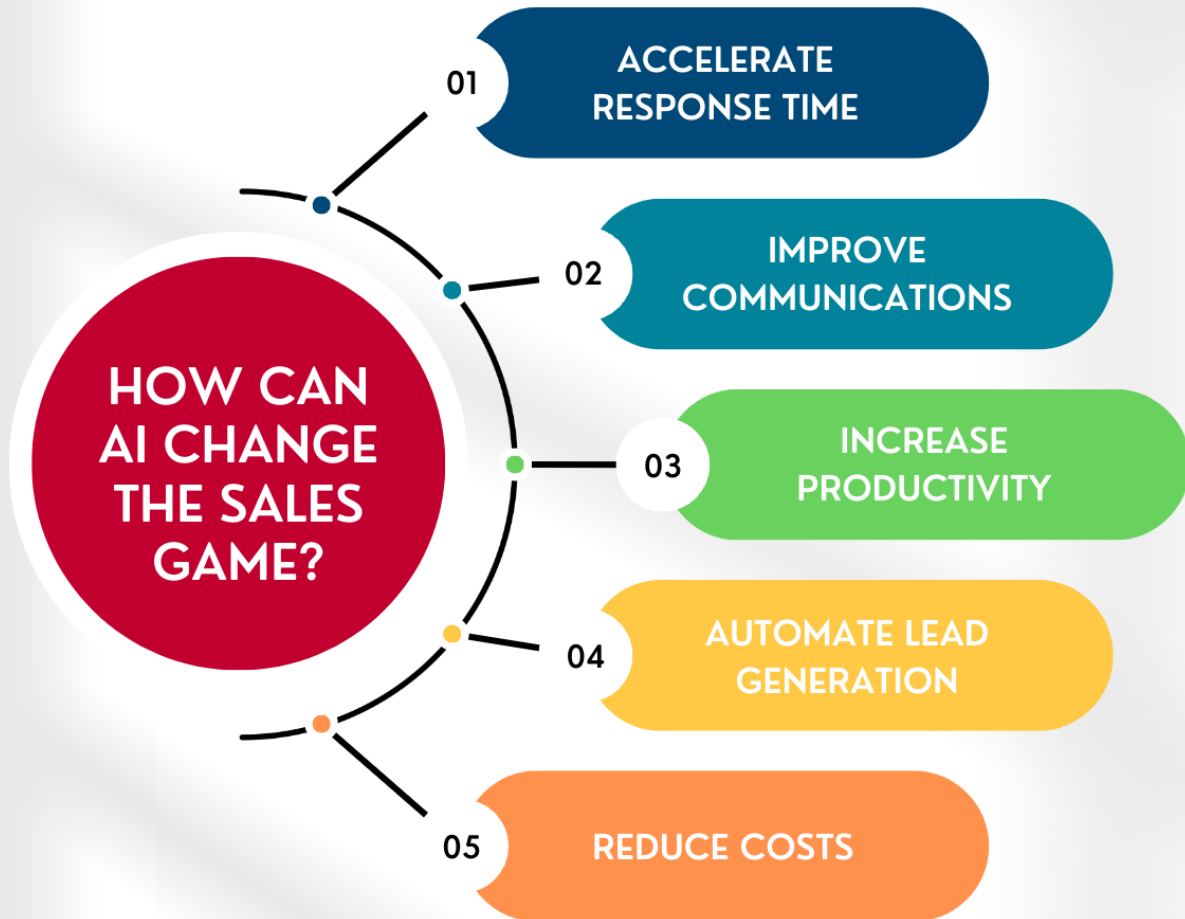 HOW CAN
AI CHANGE
THE SALES
GAME?
01
ACCELERATE
RESPONSE TIME
02
IMPROVE
COMMUNICATIONS
03
INCREASE
PRODUCTIVITY
04
AUTOMATE LEAD
GENERATION
05
REDUCE COSTS